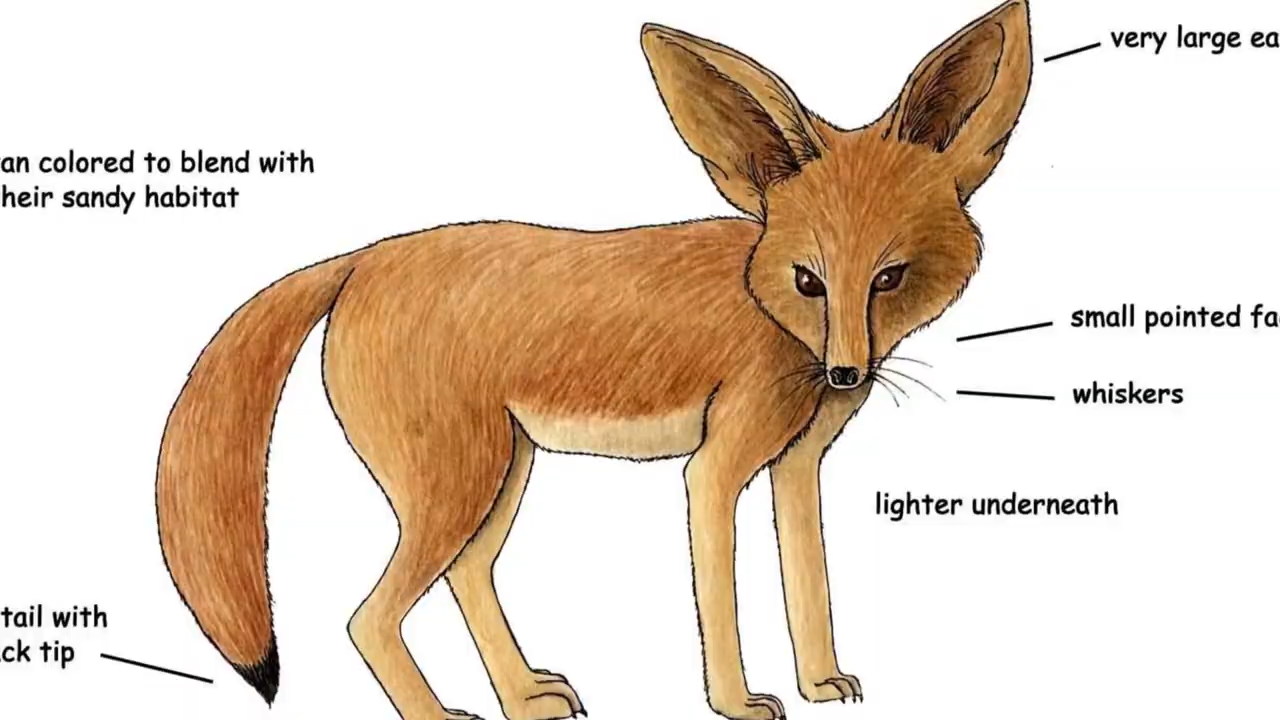 very large ea
an colored to blend with
heir sandy habitat
small pointed fa
whiskers
lighter underneath
tail with
ck tip